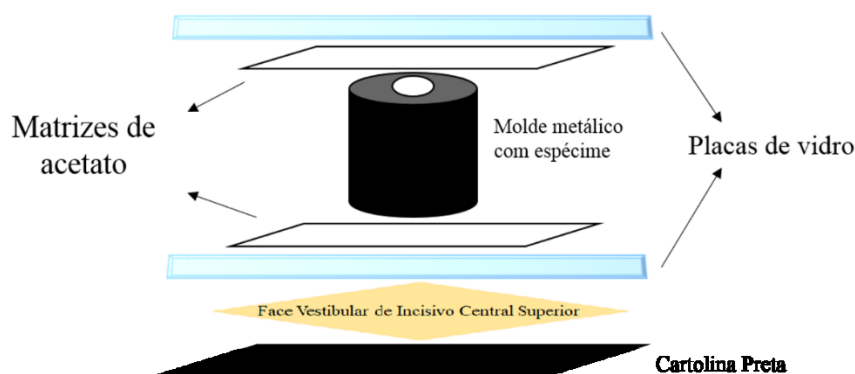 Matrizes de
acetato
Molde metálico
com espécime
Placas de vidro
Face Vestibular de Incisivo Central Superior
Cartolina Preta